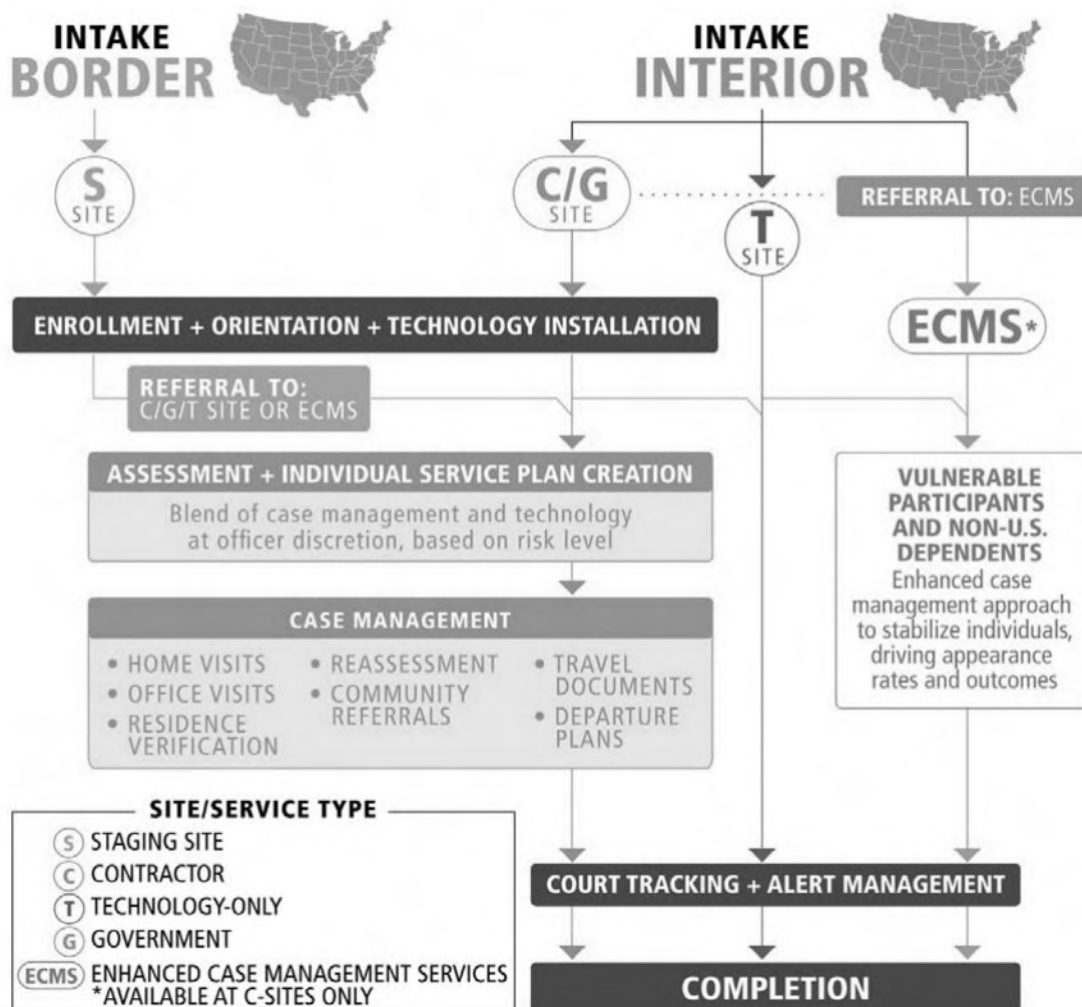 INTAKE
BORDER
INTAKE
INTERIOR
S
SITE
C/G
SITE
T
SITE
REFERRAL TO: ECMS
ENROLLMENT + ORIENTATION + TECHNOLOGY INSTALLATION
ECMS*
REFERRAL TO:
C/G/T SITE OR ECMS
ASSESSMENT + INDIVIDUAL SERVICE PLAN CREATION
Blend of case management and technology
at officer discretion, based on risk level
CASE MANAGEMENT
• HOME VISITS
• OFFICE VISITS
• RESIDENCE
VERIFICATION
• REASSESSMENT
• COMMUNITY
REFERRALS
• TRAVEL
DOCUMENTS
• DEPARTURE
PLANS
VULNERABLE
PARTICIPANTS
AND NON-U.S.
DEPENDENTS
Enhanced case
management approach
to stabilize individuals,
driving appearance
rates and outcomes
SITE/SERVICE TYPE
S STAGING SITE
C CONTRACTOR
T TECHNOLOGY-ONLY
G GOVERNMENT
ECMS ENHANCED CASE MANAGEMENT SERVICES
*AVAILABLE AT C-SITES ONLY
COURT TRACKING + ALERT MANAGEMENT
COMPLETION